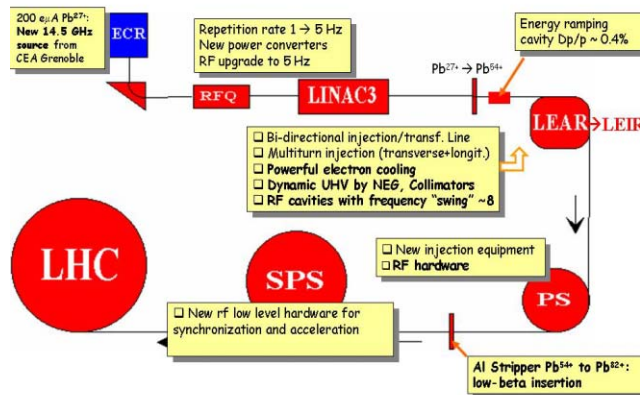 200 eµA Pb²⁷⁺:
New 14.5 GHz
source from
CEA Grenoble
ECR
Repetition rate 1 → 5 Hz
New power converters
RF upgrade to 5 Hz
Energy ramping
cavity Dp/p ~ 0.4%
RFQ
LINAC3
Pb²⁷⁺ → Pb⁵⁴⁺
LEAR→LEIR
❑ Bi-directional injection/transf. Line
❑ Multiturn injection (transverse+longit.)
❑ Powerful electron cooling
❑ Dynamic UHV by NEG, Collimators
❑ RF cavities with frequency “swing” ~8
LHC
SPS
❑ New injection equipment
❑ RF hardware
PS
❑ New rf low level hardware for
synchronization and acceleration
Al Stripper Pb⁵⁴⁺ to Pb⁸²⁺:
low-beta insertion